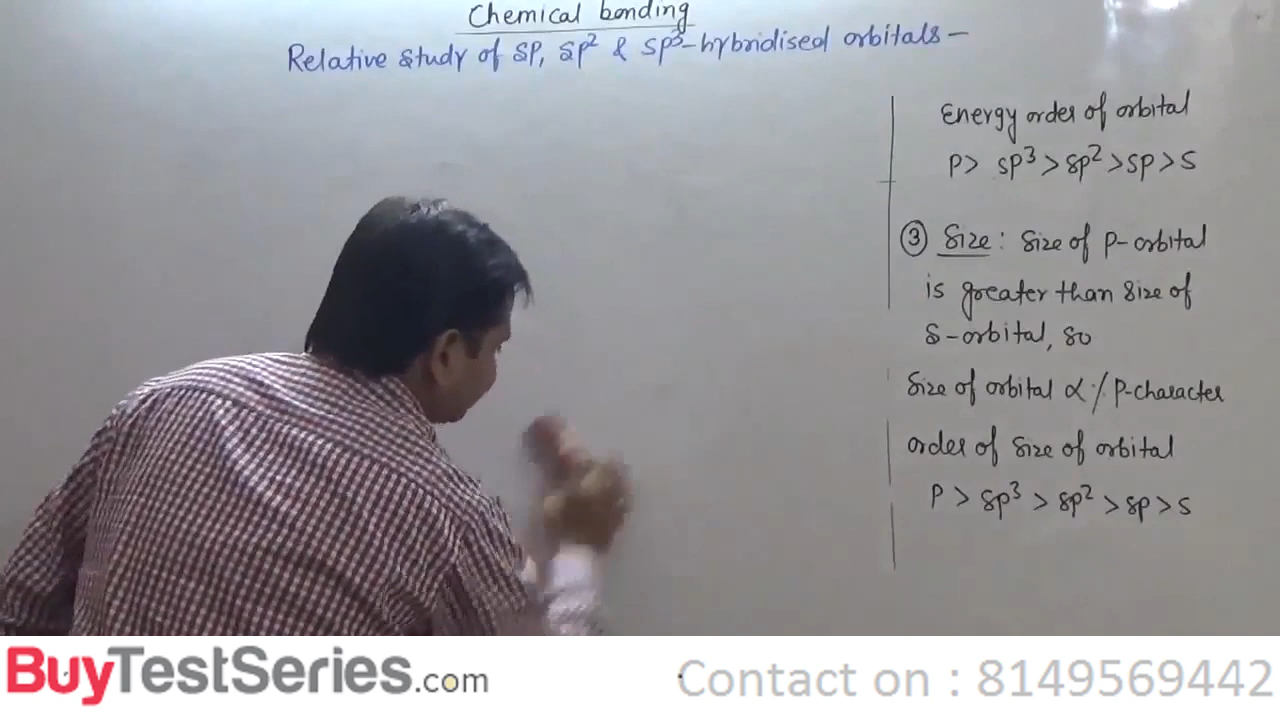 Chemical bonding
Relative study of sp, sp² & sp³-hybridised orbitals —
Energy order of orbital
P > sp³ > sp² > sp > s
③ Size : Size of p-orbital
is greater than size of
s-orbital, so
Size of orbital α % p-character
order of size of orbital
P > sp³ > sp² > sp > s
BuyTestSeries.com
Contact on : 8149569442